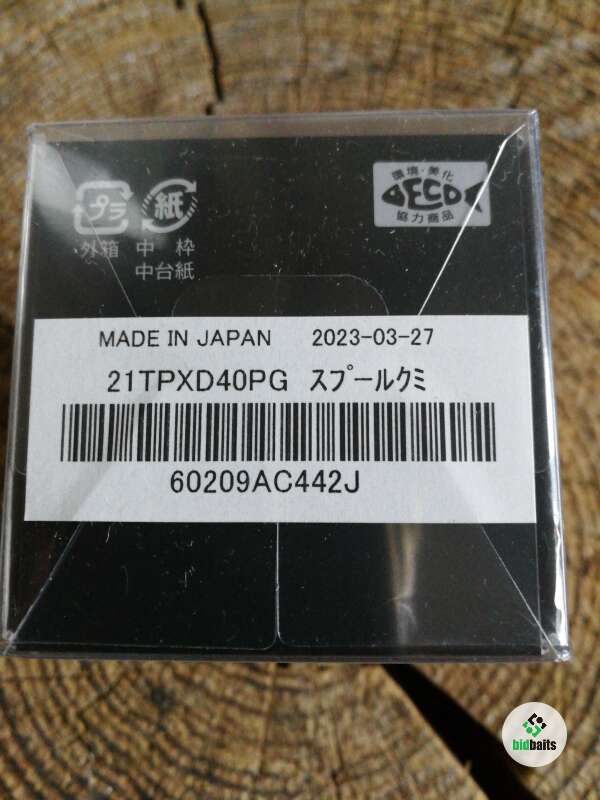 環境・美化
DECOS
協力商品
プラ 紙
外箱 中枠
中台紙
MADE IN JAPAN 2023-03-27
21TPXD40PG スプールクミ
60209AC442J
bidbaits